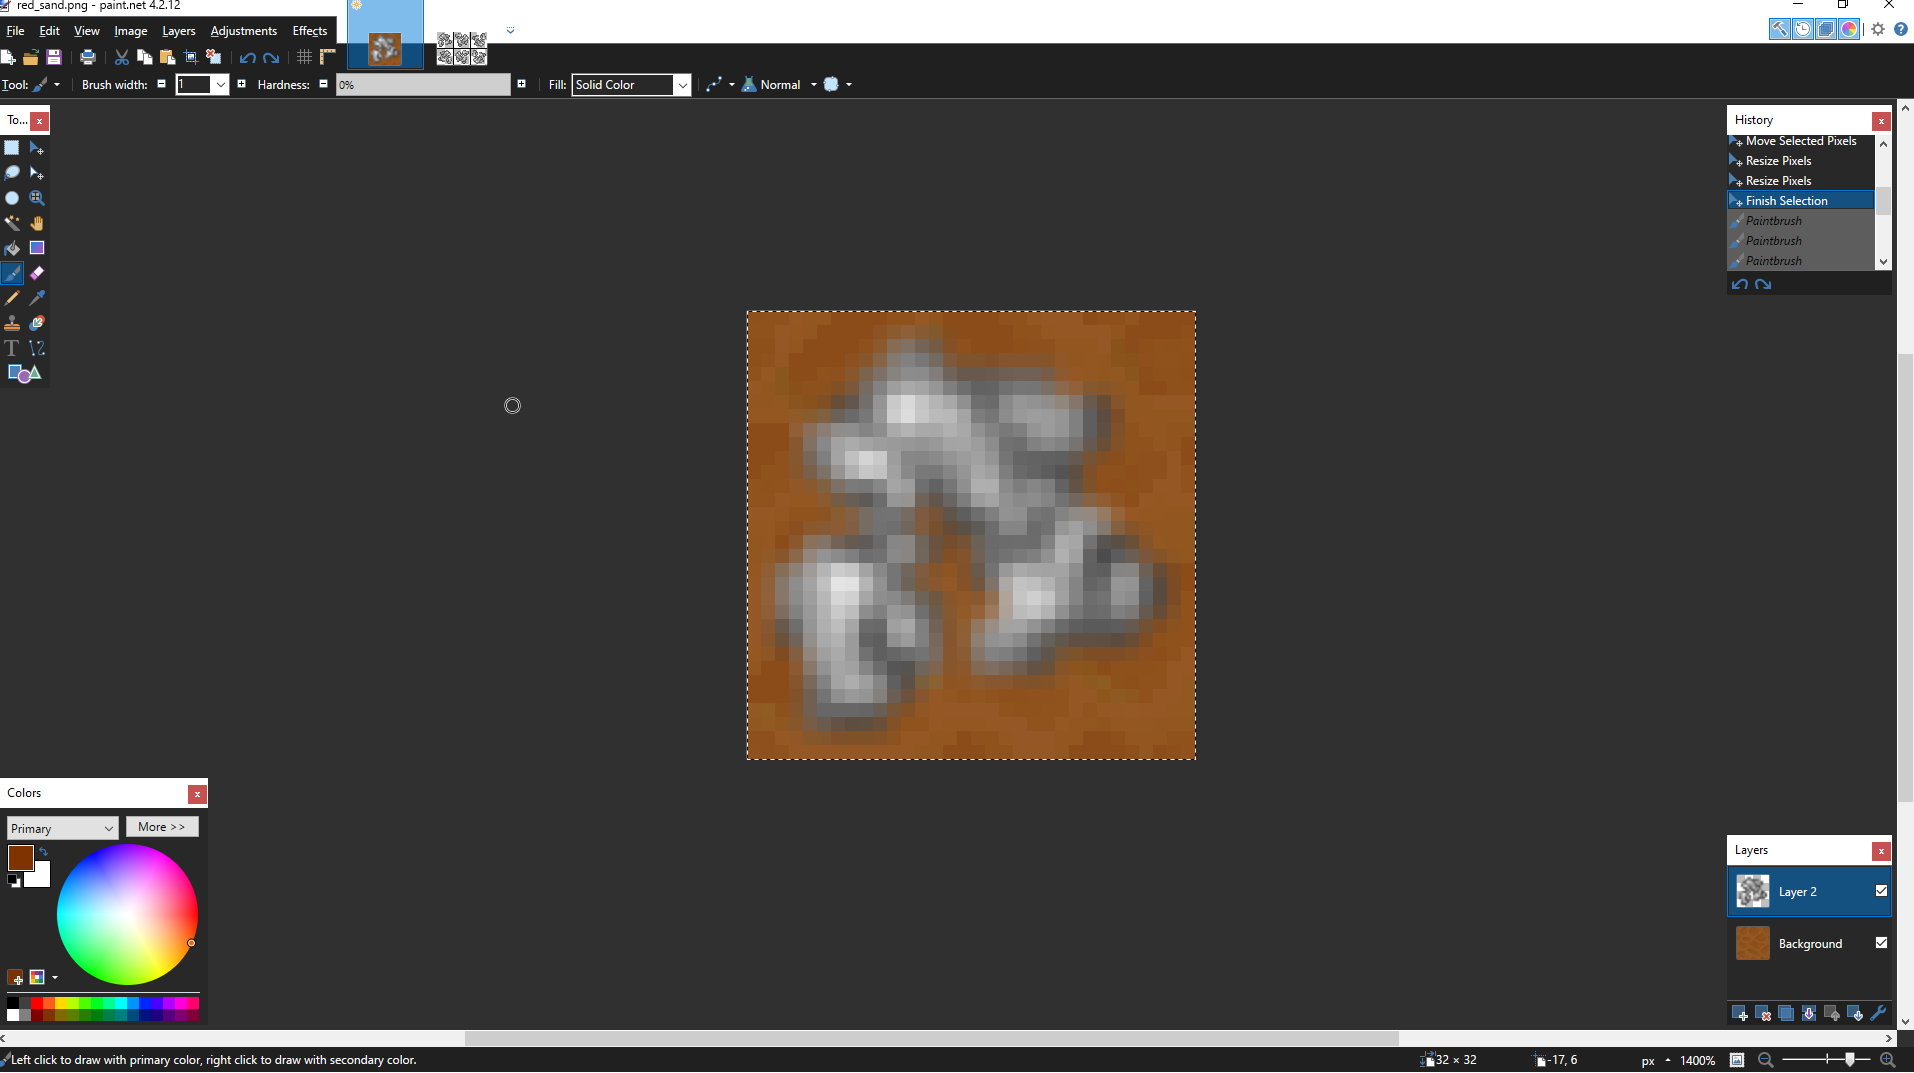 red_sand.png - paint.net 4.2.12
File Edit View Image Layers Adjustments Effects
Tool: Brush width: 1 Hardness: 0% Fill: Solid Color Normal
To... x
History x
Move Selected Pixels
Resize Pixels
Resize Pixels
Finish Selection
Paintbrush
Paintbrush
Paintbrush
Colors x
Primary More >>
Layers x
Layer 2
Background
Left click to draw with primary color, right click to draw with secondary color. 32 × 32 -17, 6 px 1400%